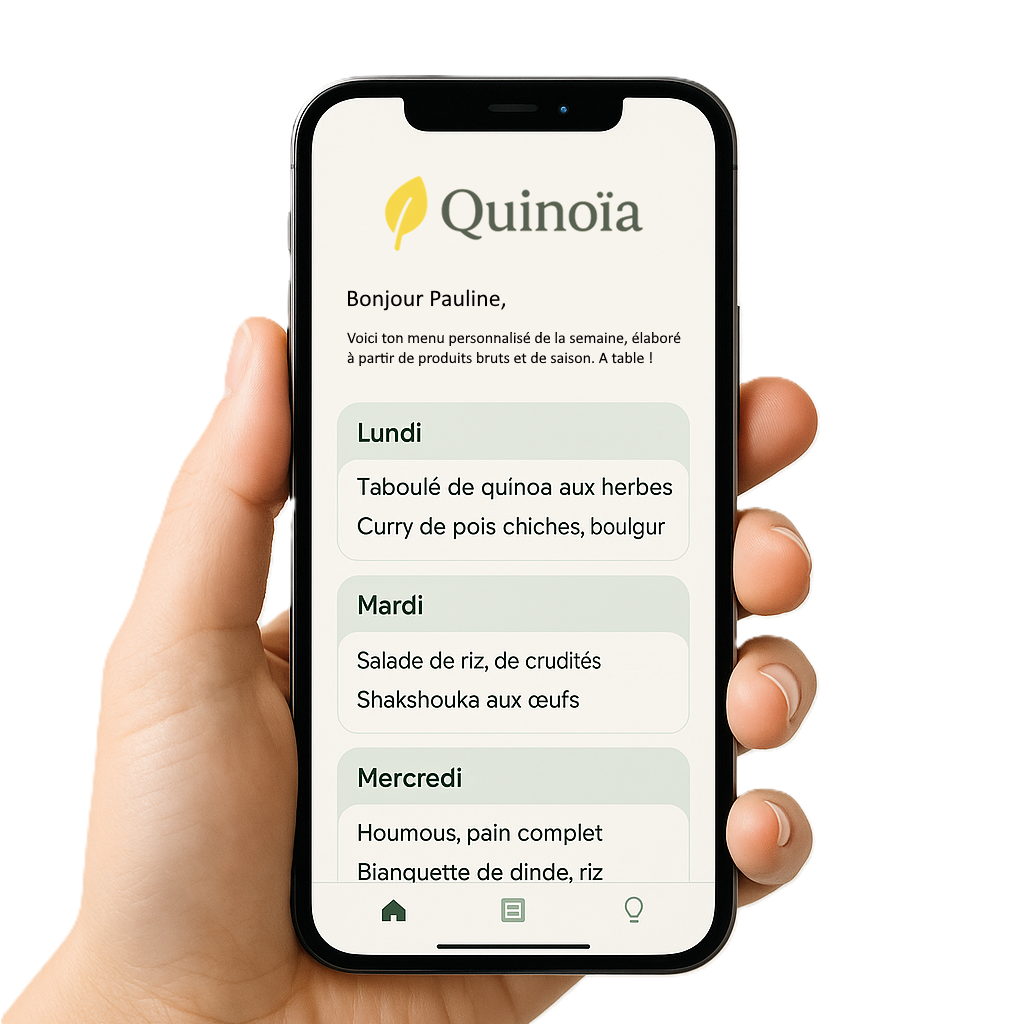 Quinoïa
Bonjour Pauline,
Voici ton menu personnalisé de la semaine, élaboré
à partir de produits bruts et de saison. A table !
Lundi
Taboulé de quínoa aux herbes
Curry de pois chiches, boulgur
Mardi
Salade de riz, de crudités
Shakshouka aux œufs
Mercredi
Houmous, pain complet
Bianquette de dinde, riz